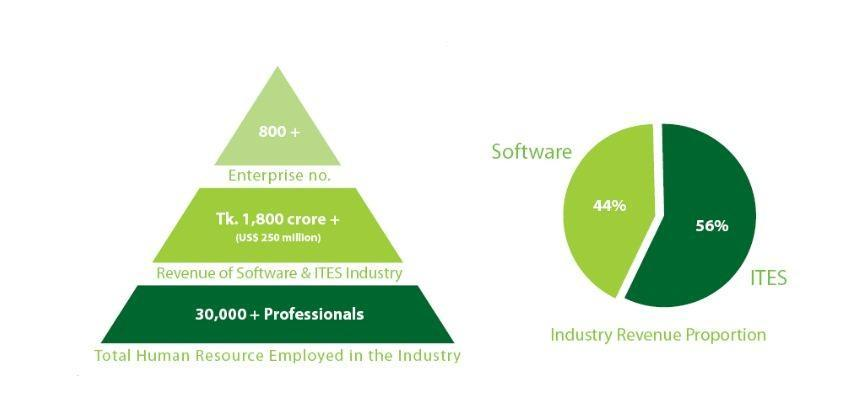 800 +
Enterprise no.
Tk. 1,800 crore +
(US$ 250 million)
Revenue of Software & ITES Industry
30,000 + Professionals
Total Human Resource Employed in the Industry
Software
44%
56%
ITES
Industry Revenue Proportion